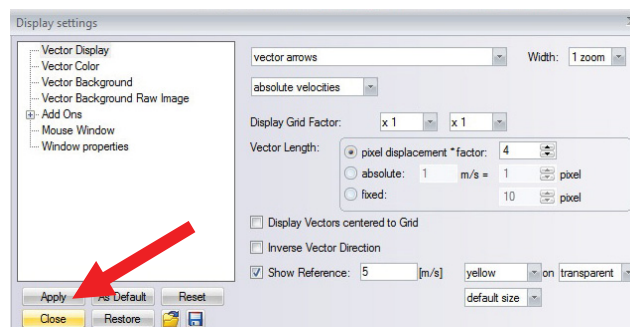 Display settings
Vector Display
Vector Color
Vector Background
Vector Background Raw Image
Add Ons
Mouse Window
Window properties
vector arrows Width: 1 zoom
absolute velocities
Display Grid Factor: x 1 x 1
Vector Length: pixel displacement * factor: 4
absolute: 1 m/s = 1 pixel
fixed: 10 pixel
Display Vectors centered to Grid
Inverse Vector Direction
Show Reference: 5 [m/s] yellow on transparent
default size
Apply As Default Reset
Close Restore